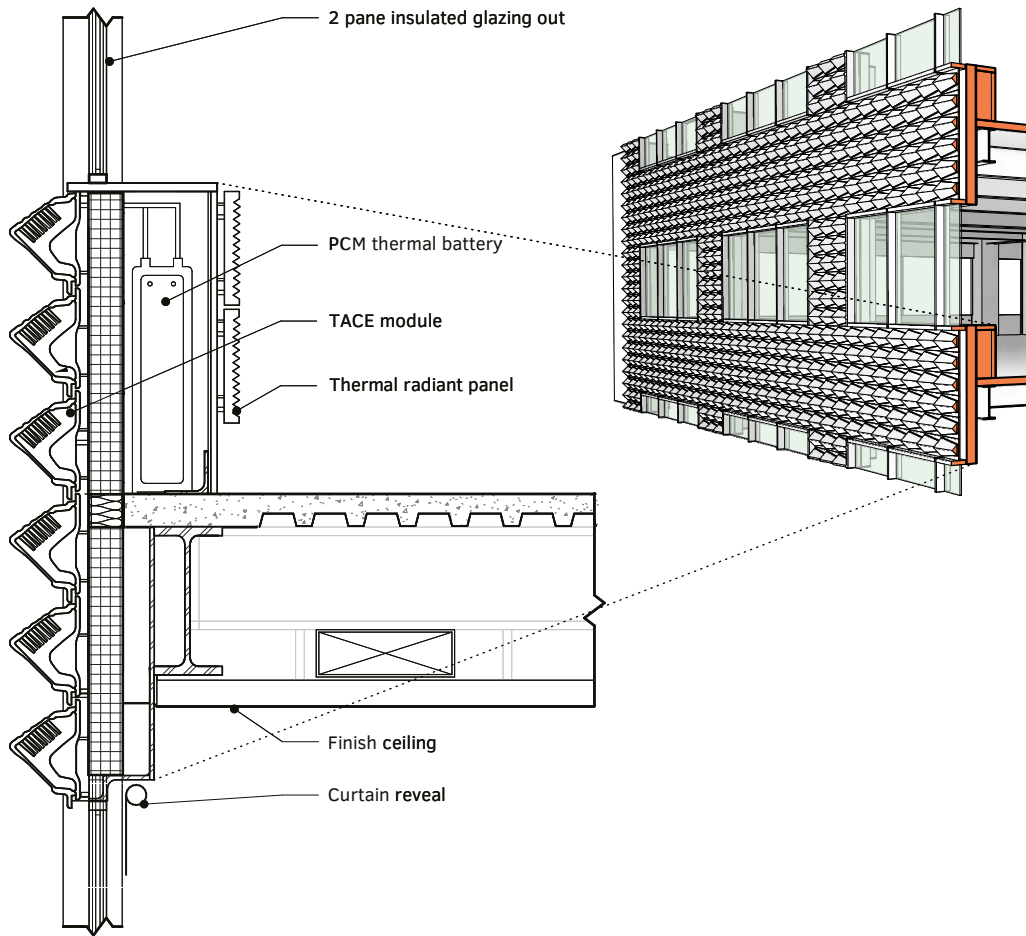 2 pane insulated glazing out
PCM thermal battery
TACE module
Thermal radiant panel
Finish ceiling
Curtain reveal